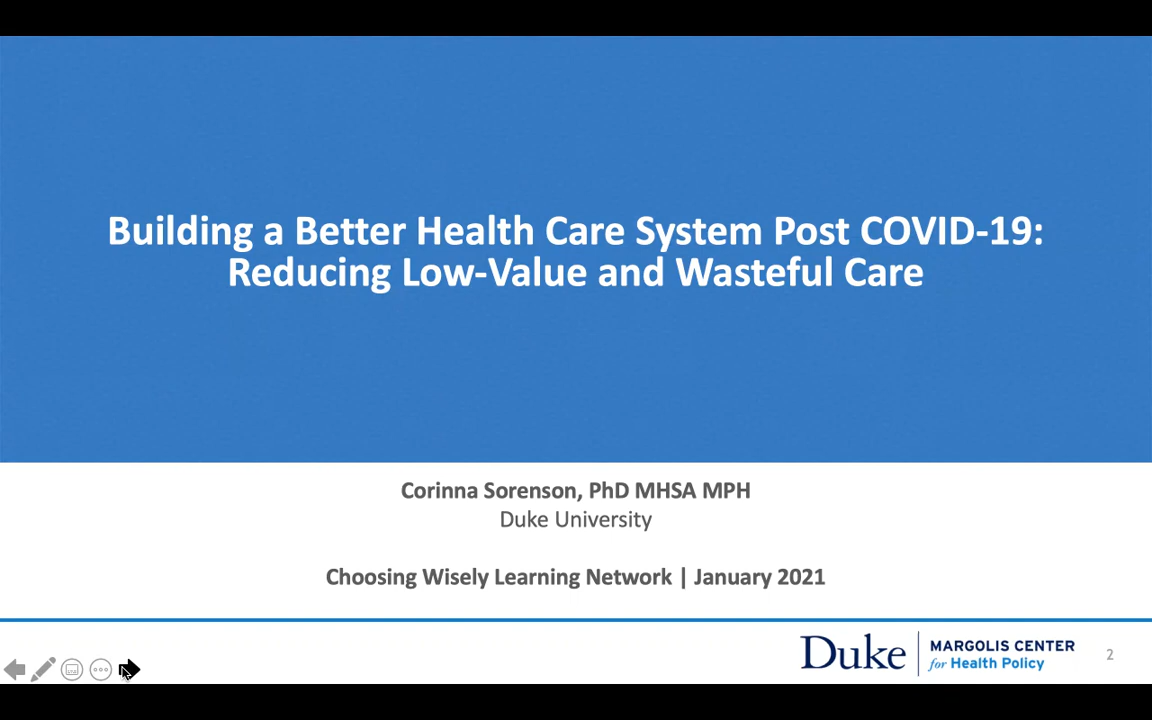 Building a Better Health Care System Post COVID-19:
Reducing Low-Value and Wasteful Care
Corinna Sorenson, PhD MHSA MPH
Duke University
Choosing Wisely Learning Network | January 2021
Duke
MARGOLIS CENTER
for Health Policy
2